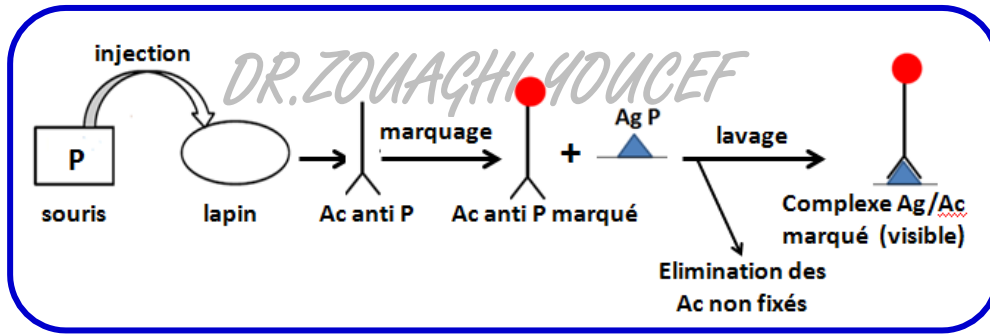 DR.ZOUAGHI YOUCEF
injection
P
souris
lapin
Ac anti P
marquage
Ac anti P marqué
+
Ag P
lavage
Elimination des
Ac non fixés
Complexe Ag/Ac
marqué (visible)